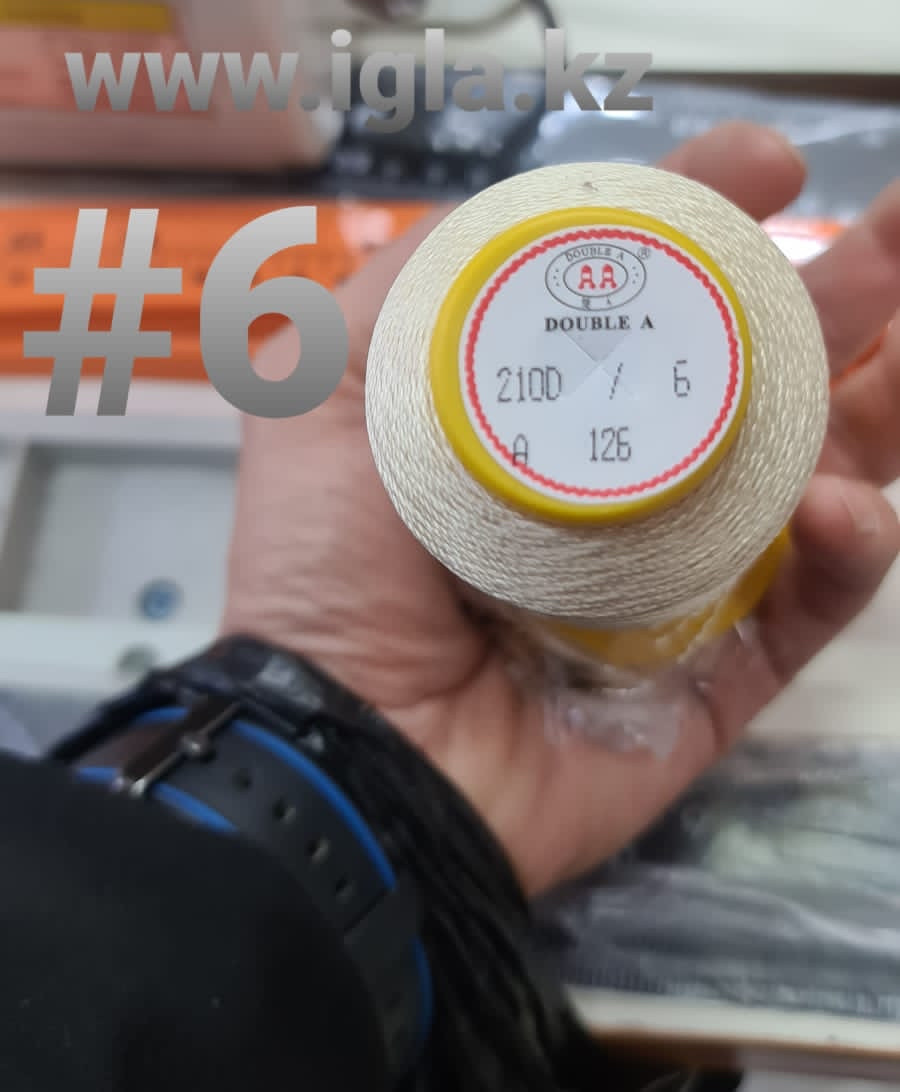 www.igla.kz
#6
DOUBLE A ®
AA
DOUBLE A
210D / 6
A 126